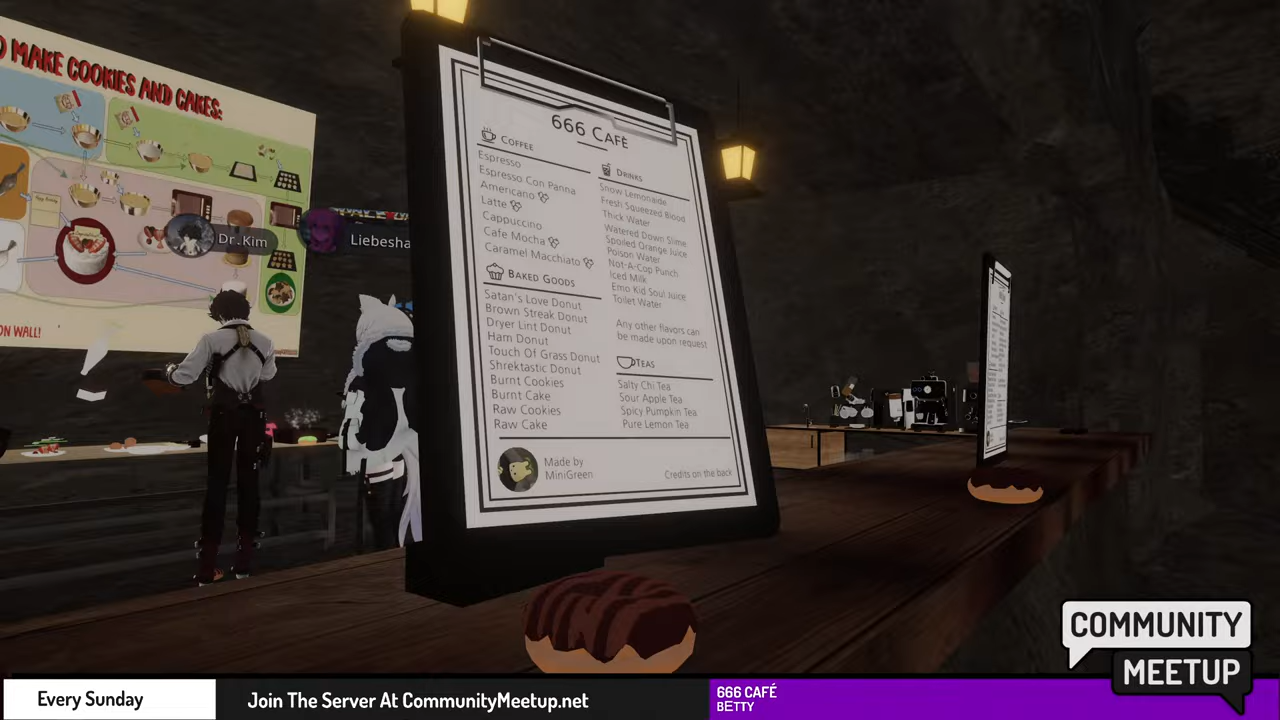 O MAKE COOKIES AND CAKES:
ON WALL!
Dr.Kim
Liebesha
666 CAFÉ
COFFEE
Espresso
Espresso Con Panna
Americano
Latte
Cappuccino
Cafe Mocha
Caramel Macchiato
BAKED GOODS
Satan's Love Donut
Brown Streak Donut
Dryer Lint Donut
Ham Donut
Touch Of Grass Donut
Shrektastic Donut
Burnt Cookies
Burnt Cake
Raw Cookies
Raw Cake
DRINKS
Snow Lemonaide
Fresh Squeezed Blood
Thick Water
Watered Down Slime
Spoiled Orange Juice
Poison Water
Not-A-Cop Punch
Iced Milk
Emo Kid Soul Juice
Toilet Water
Any other flavors can
be made upon request
TEAS
Salty Chi Tea
Sour Apple Tea
Spicy Pumpkin Tea
Pure Lemon Tea
Made by
MiniGreen
Credits on the back
COMMUNITY
MEETUP
Every Sunday
Join The Server At CommunityMeetup.net
666 CAFÉ
BETTY